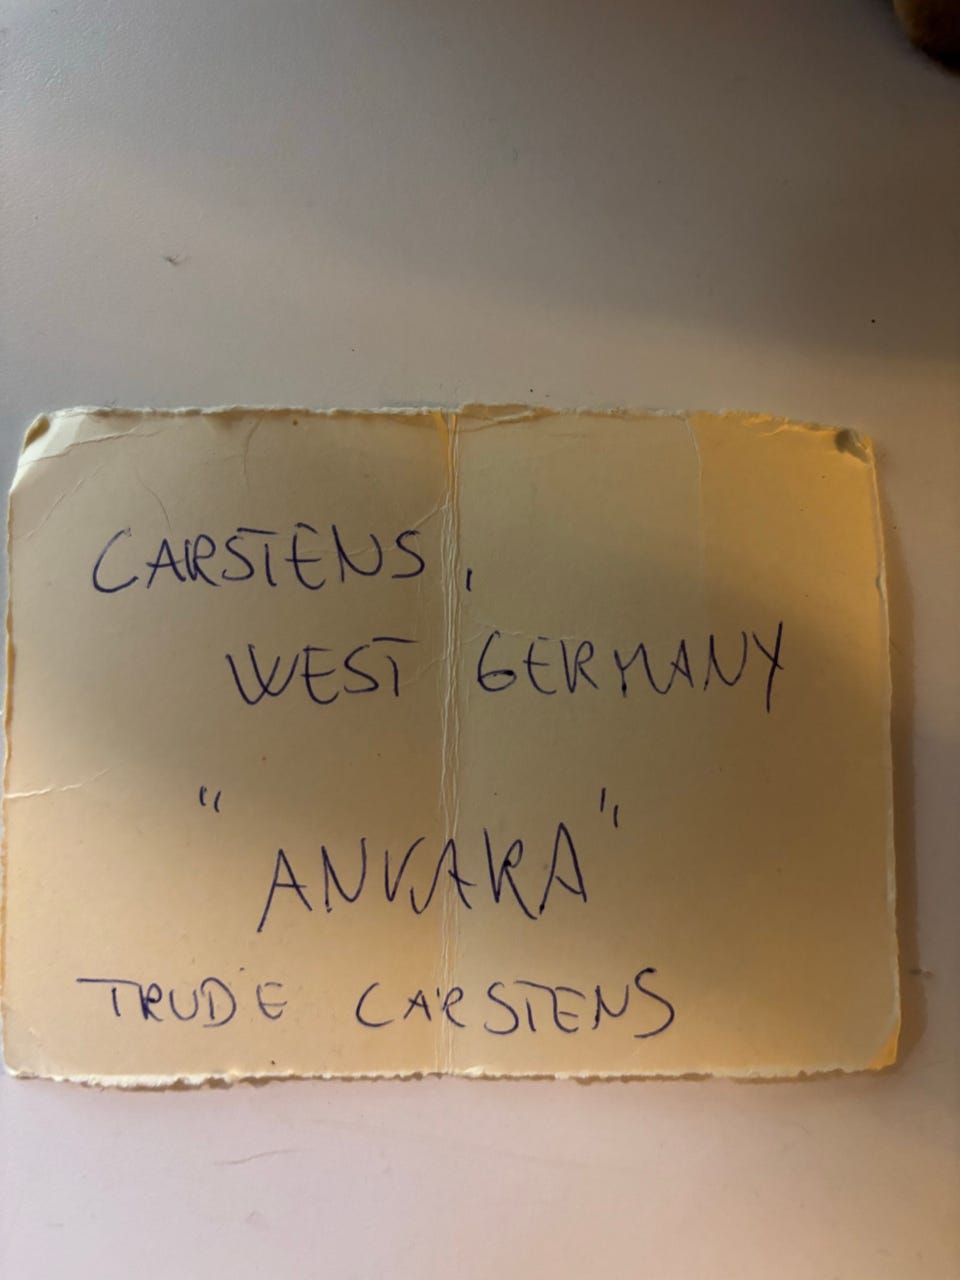 CARSTENS,
WEST GERMANY
"ANKARA"
TRUDE CARSTENS